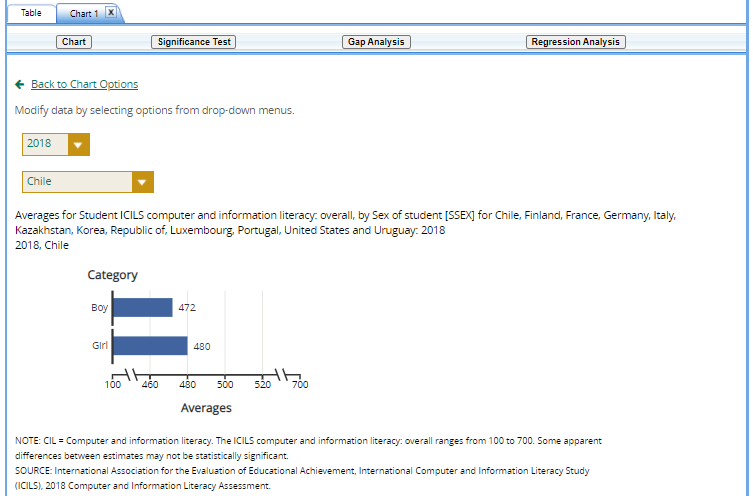 Table Chart 1 X
Chart Significance Test Gap Analysis Regression Analysis
Back to Chart Options
Modify data by selecting options from drop-down menus.
2018
Chile
Averages for Student ICILS computer and information literacy: overall, by Sex of student [SSEX] for Chile, Finland, France, Germany, Italy,
Kazakhstan, Korea, Republic of, Luxembourg, Portugal, United States and Uruguay: 2018
2018, Chile
Category
Boy 472
Girl 480
100 460 480 500 520 700
Averages
NOTE: CIL = Computer and information literacy. The ICILS computer and information literacy: overall ranges from 100 to 700. Some apparent
differences between estimates may not be statistically significant.
SOURCE: International Association for the Evaluation of Educational Achievement, International Computer and Information Literacy Study
(ICILS), 2018 Computer and Information Literacy Assessment.